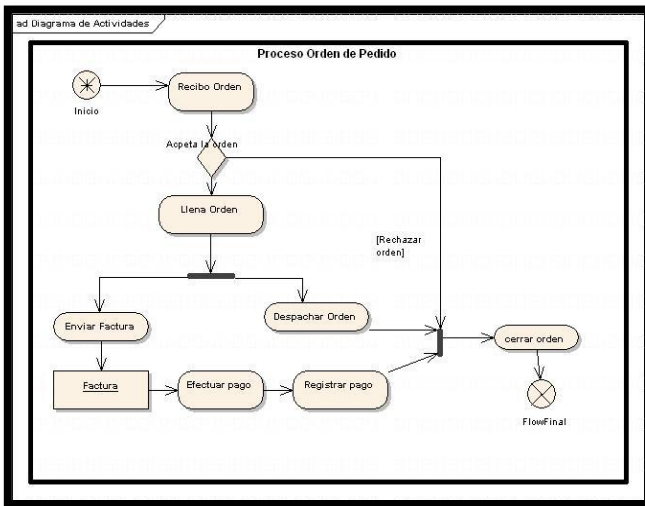 ad Diagrama de Actividades
Proceso Orden de Pedido
Recibo Orden
Inicio
Acpeta la orden
Llena Orden
[Rechazar
orden]
Despachar Orden
Enviar Factura
cerrar orden
Factura
Efectuar pago
Registrar pago
FlowFinal